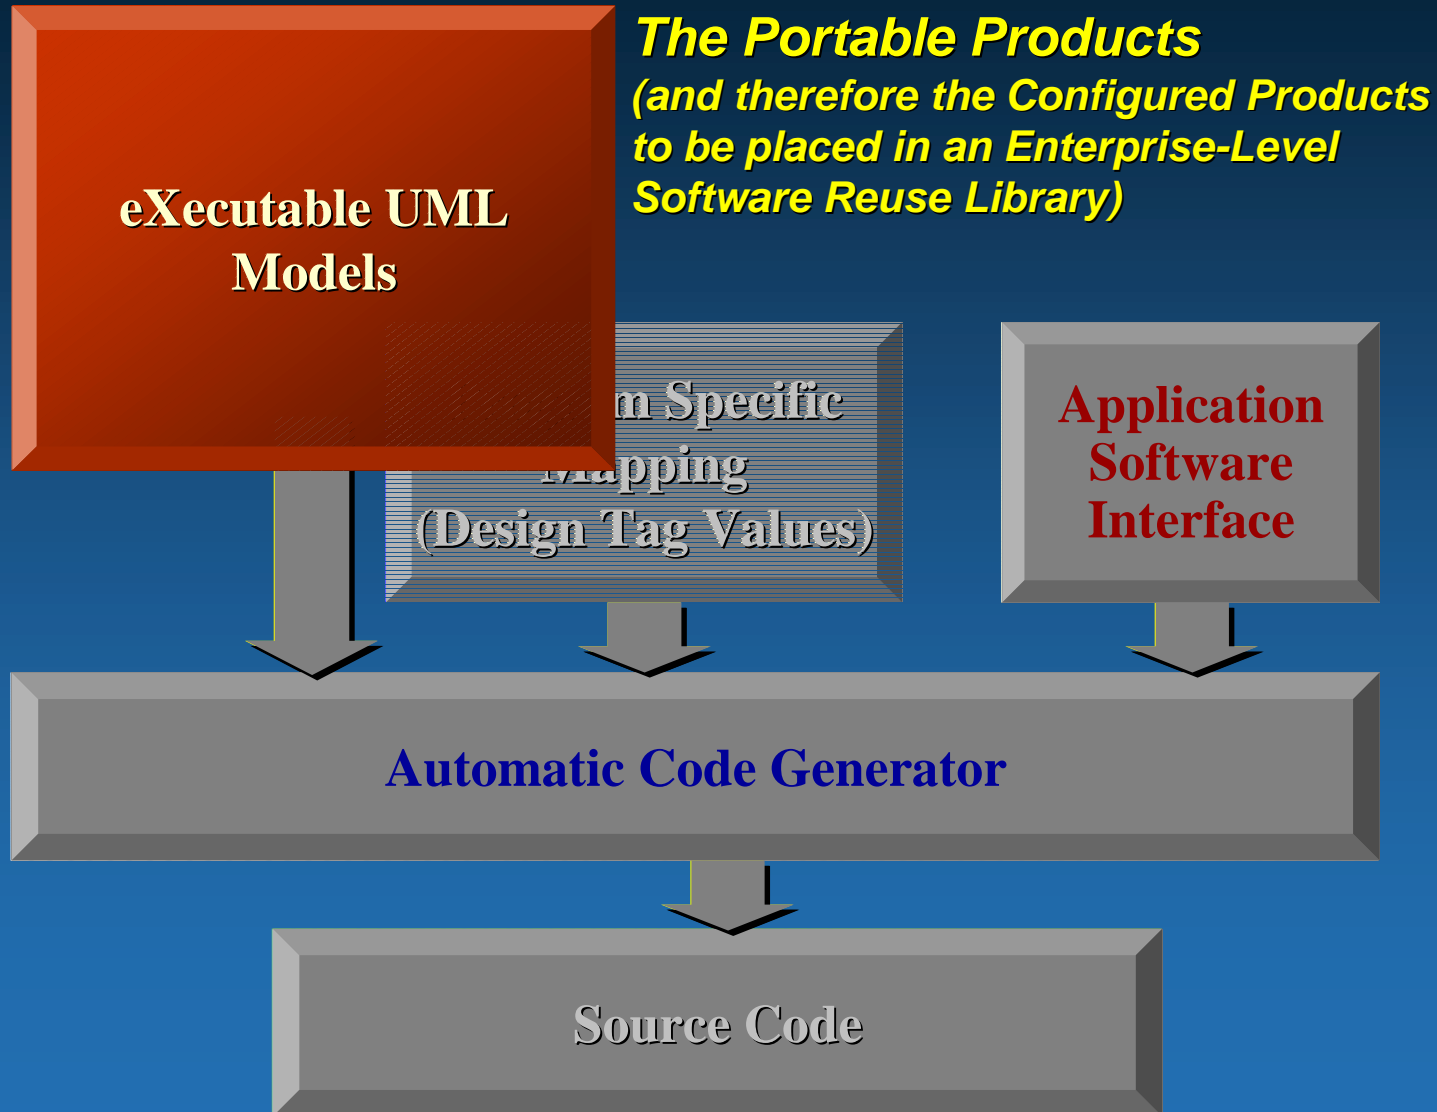 The Portable Products
(and therefore the Configured Products
to be placed in an Enterprise-Level
Software Reuse Library)
eXecutable UML
Models
Specific
Mapping
(Design Tag Values)
Application
Software
Interface
Automatic Code Generator
Source Code